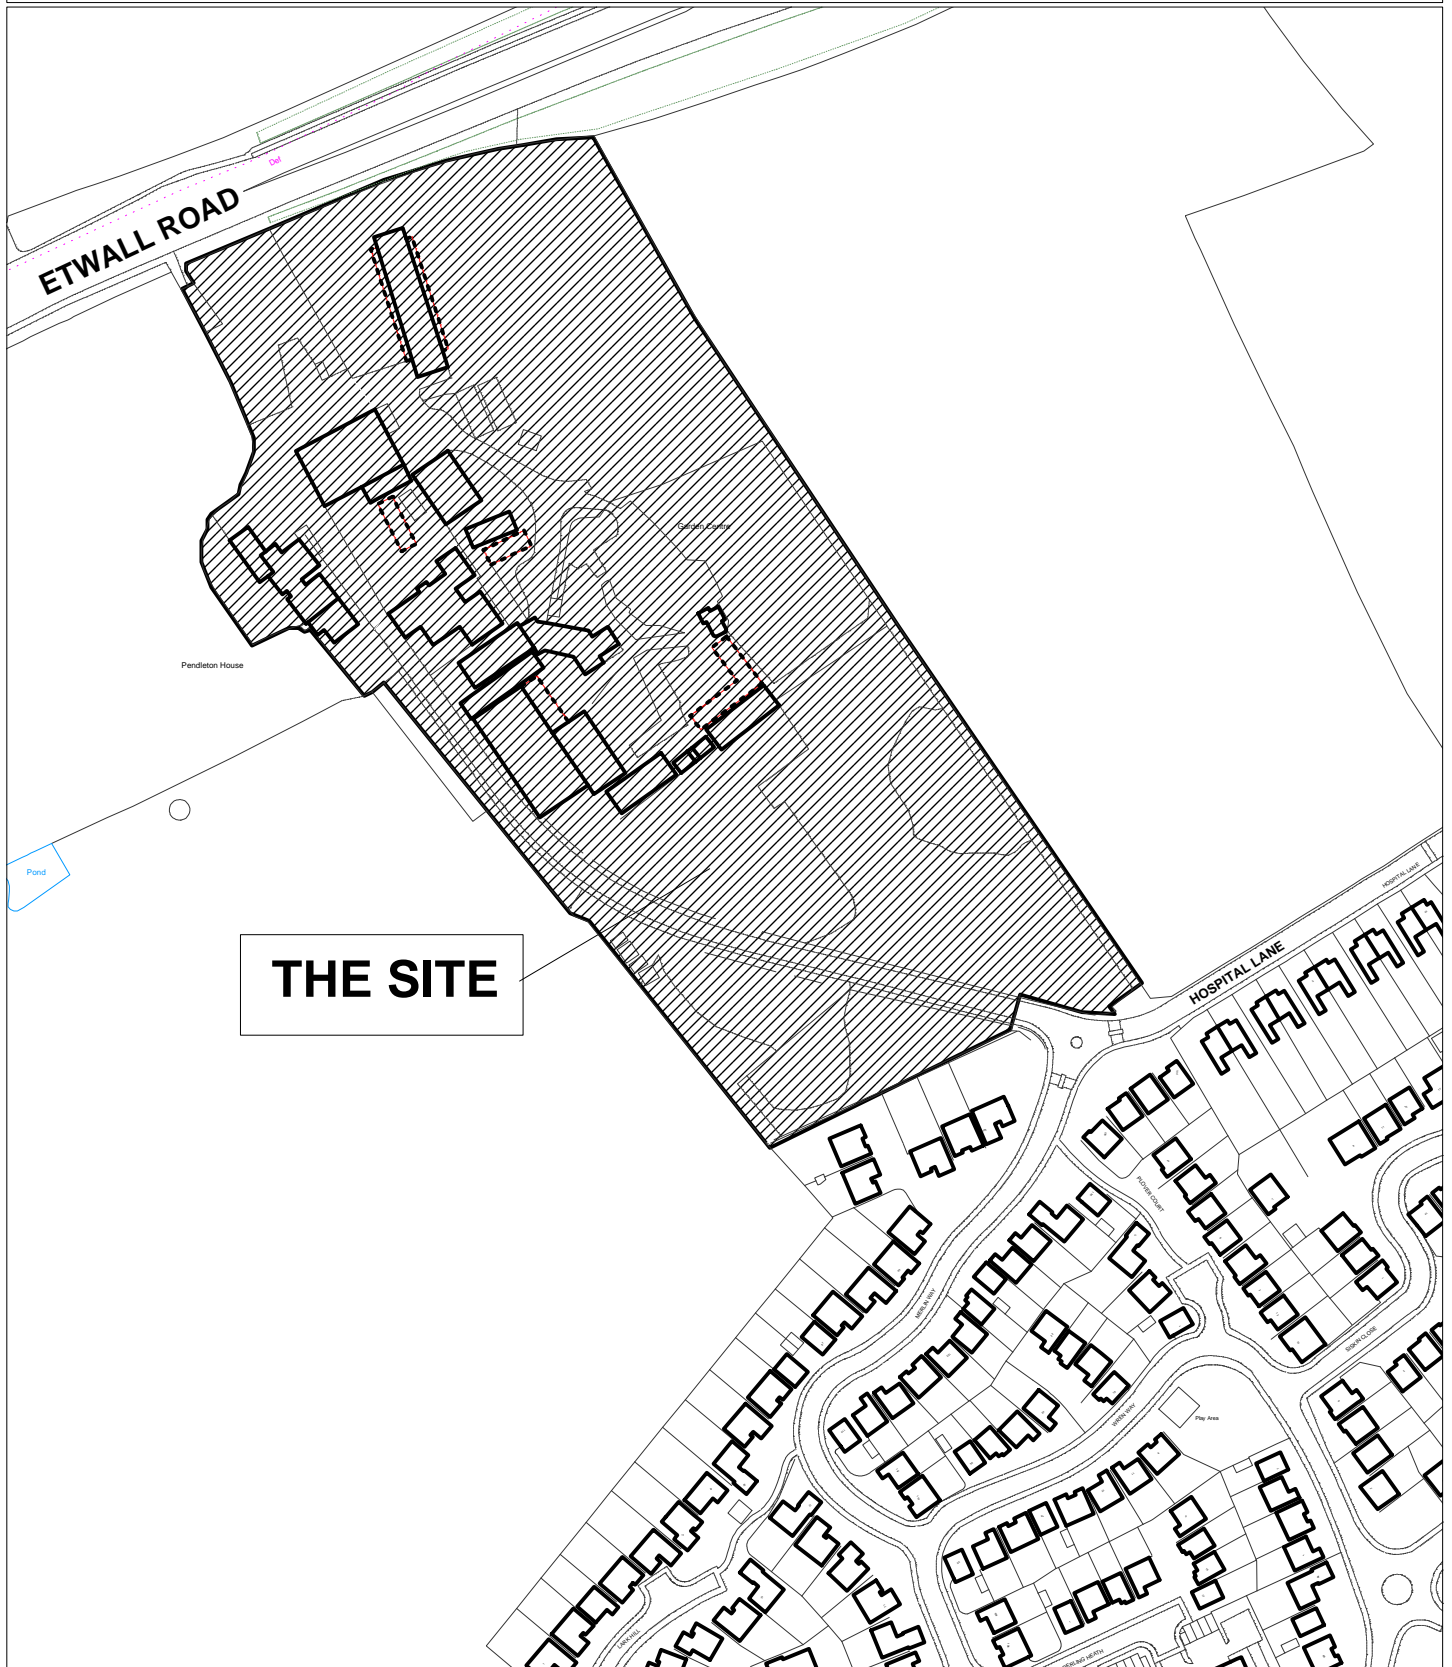 Def
ETWALL ROAD
Garden Centre
Pendleton House
Pond
THE SITE
HOSPITAL LANE
HOSPITAL LANE
PLOVER COURT
MERLIN WAY
SISKIN CLOSE
WREN WAY
Play Area
LARK HILL
HEATH